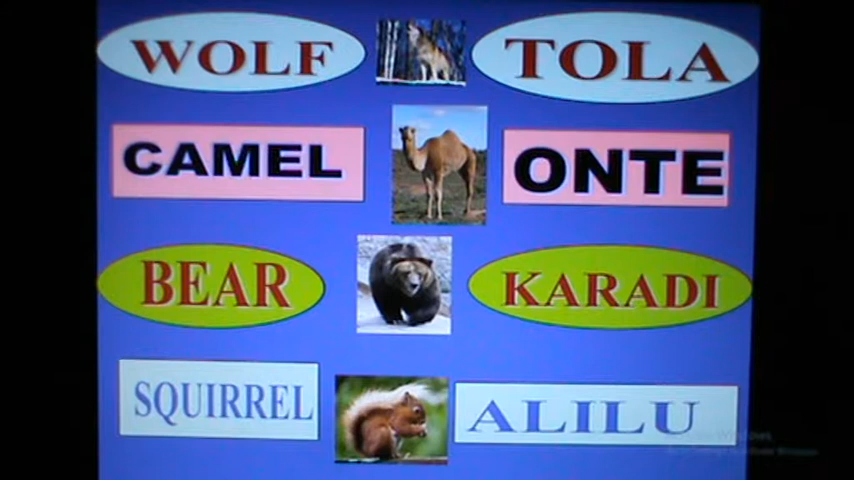 WOLF TOLA
CAMEL ONTE
BEAR KARADI
SQUIRREL ALILU